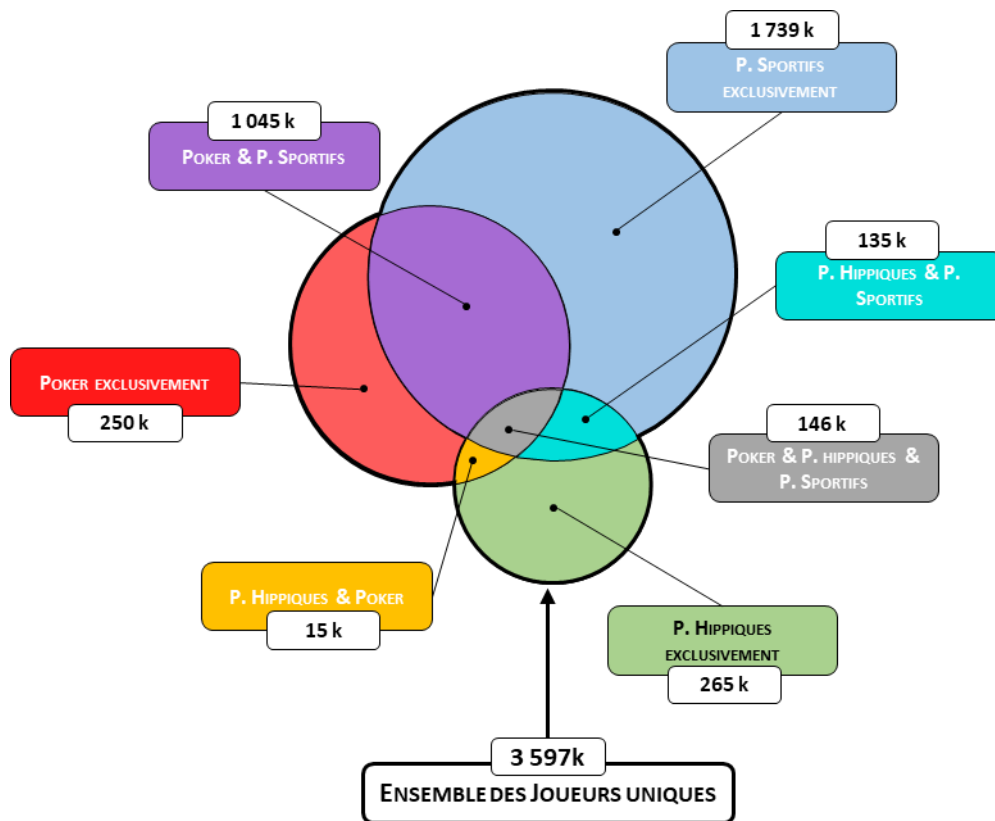 1 739 k
P. Sportifs
exclusivement
1 045 k
Poker & P. Sportifs
135 k
P. Hippiques & P.
Sportifs
Poker exclusivement
250 k
146 k
Poker & P. hippiques &
P. Sportifs
P. Hippiques & Poker
15 k
P. Hippiques
exclusivement
265 k
3 597k
Ensemble des Joueurs uniques